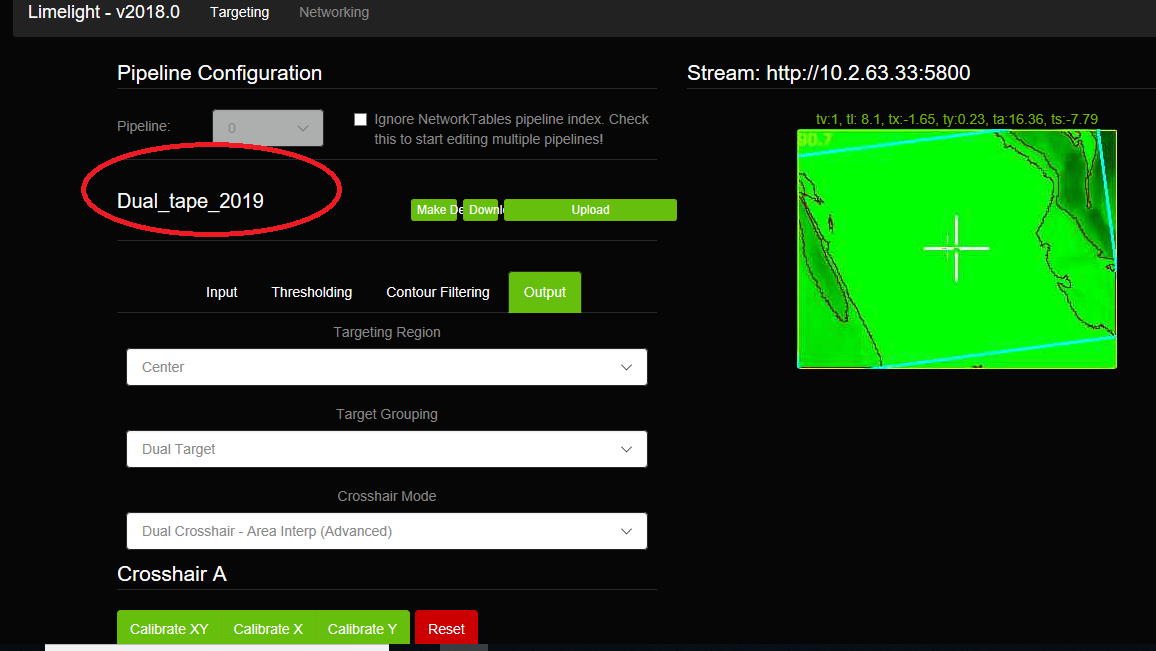 Limelight - v2018.0 Targeting Networking
Pipeline Configuration
Pipeline: 0
Ignore NetworkTables pipeline index. Check
this to start editing multiple pipelines!
Dual_tape_2019
Make De Downl Upload
Input Thresholding Contour Filtering Output
Targeting Region
Center
Target Grouping
Dual Target
Crosshair Mode
Dual Crosshair - Area Interp (Advanced)
Crosshair A
Calibrate XY Calibrate X Calibrate Y Reset
Stream: http://10.2.63.33:5800
tv:1, tl: 8.1, tx:-1.65, ty:0.23, ta:16.36, ts:-7.79
90.7